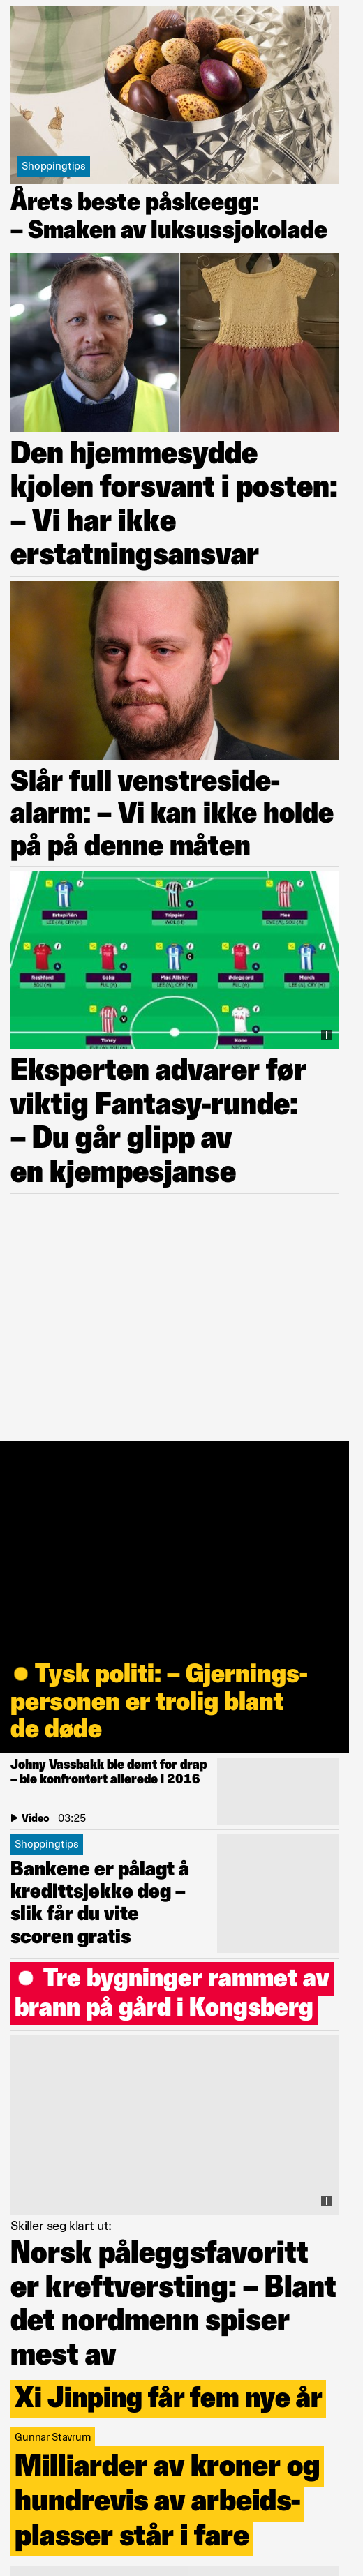 Shoppingtips
Årets beste påskeegg:
– Smaken av luksussjokolade
Den hjemmesydde
kjolen forsvant i posten:
– Vi har ikke
erstatningsansvar
Slår full venstreside-
alarm: – Vi kan ikke holde
på på denne måten
Estupiñán
Trippier
Mee
Rashford
Saka
Mac Allister
Ødegaard
March
Toney
Kane
Eksperten advarer før
viktig Fantasy-runde:
– Du går glipp av
en kjempesjanse
Tysk politi: – Gjernings-
personen er trolig blant
de døde
Johny Vassbakk ble dømt for drap
– ble konfrontert allerede i 2016
Video | 03:25
Shoppingtips
Bankene er pålagt å
kredittsjekke deg –
slik får du vite
scoren gratis
Tre bygninger rammet av
brann på gård i Kongsberg
Skiller seg klart ut:
Norsk påleggsfavoritt
er kreftversting: – Blant
det nordmenn spiser
mest av
Xi Jinping får fem nye år
Gunnar Stavrum
Milliarder av kroner og
hundrevis av arbeids-
plasser står i fare